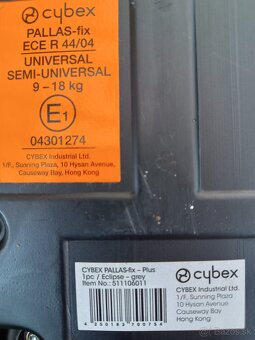 cybex
PALLAS-fix
ECE R 44/04
UNIVERSAL
SEMI-UNIVERSAL
9 – 18 kg
E1
04301274
CYBEX Industrial Ltd.
1/F., Sunning Plaza, 10 Hysan Avenue,
Causeway Bay, Hong Kong
CYBEX PALLAS-fix – Plus
1pc / Eclipse – grey
Item No.: 511106011
4 250183 700754
cybex
CYBEX Industrial Ltd.
1/F., Sunning Plaza
10 Hysan Avenue
Causeway Bay
Hong Kong